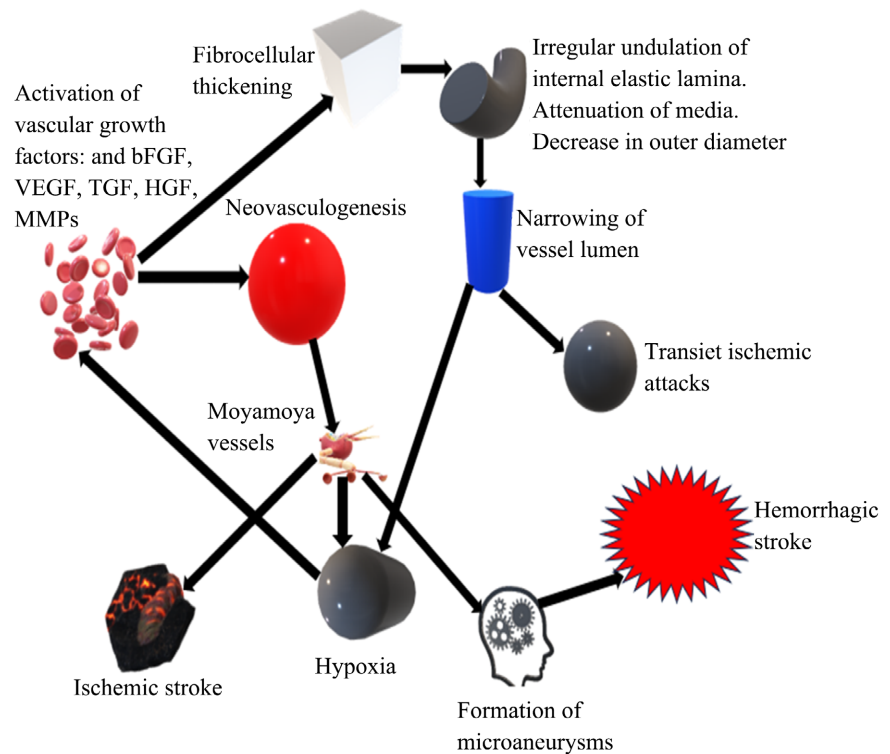 Fibrocellular
thickening
Irregular undulation of
internal elastic lamina.
Attenuation of media.
Decrease in outer diameter
Activation of
vascular growth
factors: and bFGF,
VEGF, TGF, HGF,
MMPs
Neovasculogenesis
Narrowing of
vessel lumen
Transiet ischemic
attacks
Moyamoya
vessels
Hemorrhagic
stroke
Ischemic stroke
Hypoxia
Formation of
microaneurysms